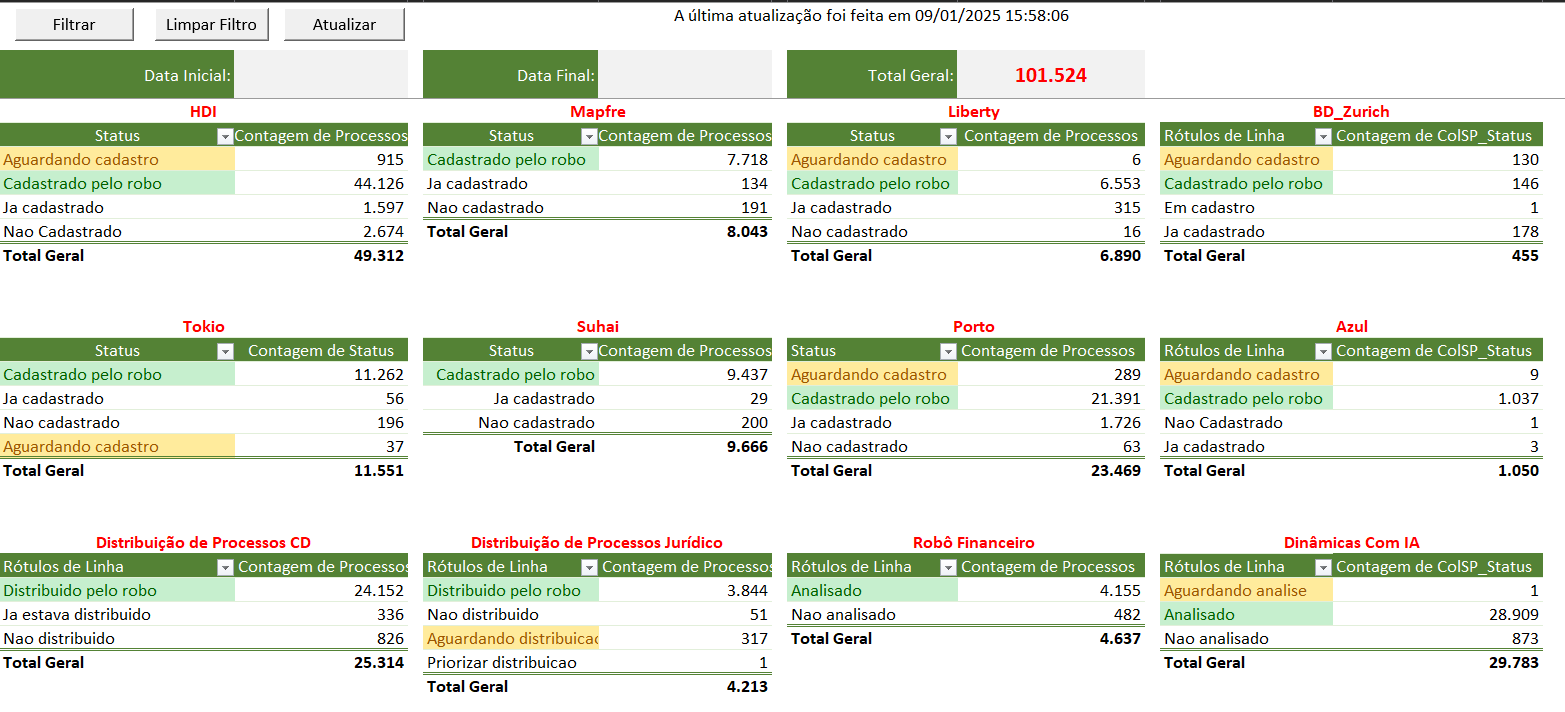 Filtrar Limpar Filtro Atualizar A última atualização foi feita em 09/01/2025 15:58:06
Data Inicial: Data Final: Total Geral: 101.524
HDI
Status Contagem de Processos
Aguardando cadastro 915
Cadastrado pelo robo 44.126
Ja cadastrado 1.597
Nao Cadastrado 2.674
Total Geral 49.312
Mapfre
Status Contagem de Processos
Cadastrado pelo robo 7.718
Ja cadastrado 134
Nao cadastrado 191
Total Geral 8.043
Liberty
Status Contagem de Processos
Aguardando cadastro 6
Cadastrado pelo robo 6.553
Ja cadastrado 315
Nao cadastrado 16
Total Geral 6.890
BD_Zurich
Rótulos de Linha Contagem de ColSP_Status
Aguardando cadastro 130
Cadastrado pelo robo 146
Em cadastro 1
Ja cadastrado 178
Total Geral 455
Tokio
Status Contagem de Status
Cadastrado pelo robo 11.262
Ja cadastrado 56
Nao cadastrado 196
Aguardando cadastro 37
Total Geral 11.551
Suhai
Status Contagem de Processos
Cadastrado pelo robo 9.437
Ja cadastrado 29
Nao cadastrado 200
Total Geral 9.666
Porto
Status Contagem de Processos
Aguardando cadastro 289
Cadastrado pelo robo 21.391
Ja cadastrado 1.726
Nao cadastrado 63
Total Geral 23.469
Azul
Rótulos de Linha Contagem de ColSP_Status
Aguardando cadastro 9
Cadastrado pelo robo 1.037
Nao Cadastrado 1
Ja cadastrado 3
Total Geral 1.050
Distribuição de Processos CD
Rótulos de Linha Contagem de Processos
Distribuido pelo robo 24.152
Ja estava distribuido 336
Nao distribuido 826
Total Geral 25.314
Distribuição de Processos Jurídico
Rótulos de Linha Contagem de Processos
Distribuido pelo robo 3.844
Nao distribuido 51
Aguardando distribuicao 317
Priorizar distribuicao 1
Total Geral 4.213
Robô Financeiro
Rótulos de Linha Contagem de Processos
Analisado 4.155
Nao analisado 482
Total Geral 4.637
Dinâmicas Com IA
Rótulos de Linha Contagem de ColSP_Status
Aguardando analise 1
Analisado 28.909
Nao analisado 873
Total Geral 29.783